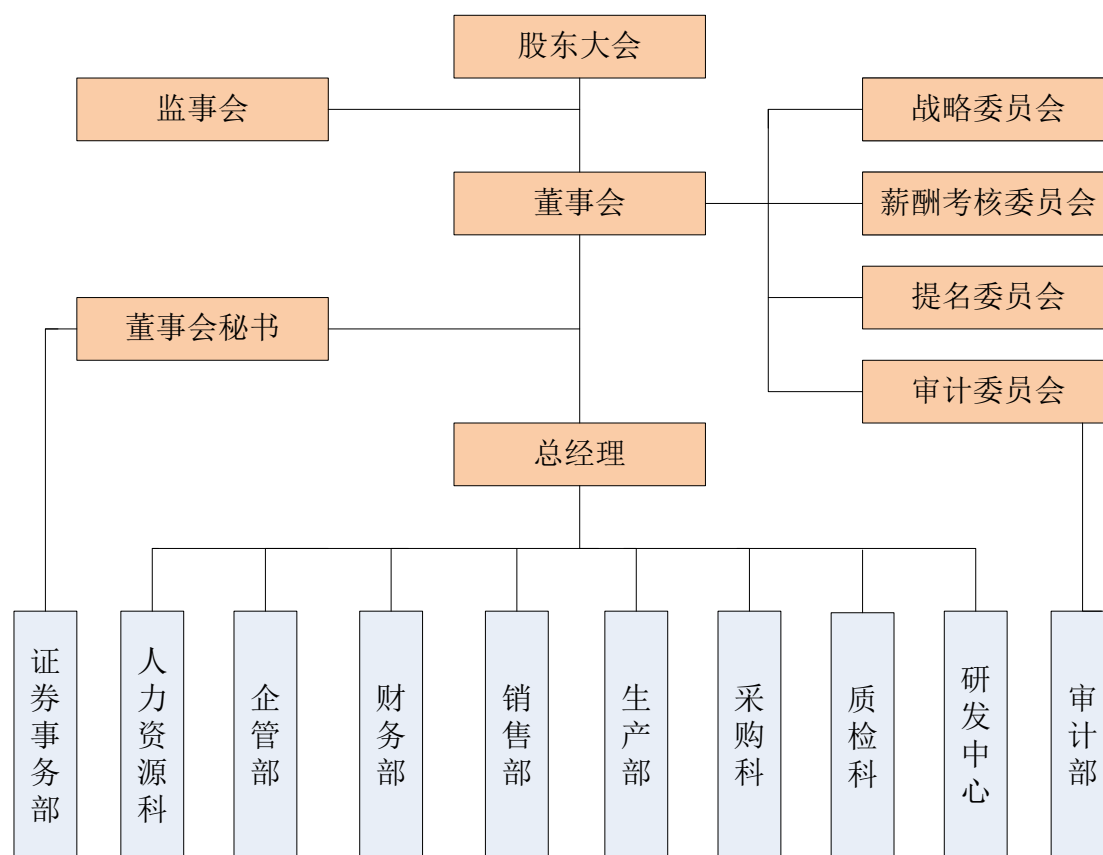 股东大会
监事会
战略委员会
董事会
薪酬考核委员会
提名委员会
董事会秘书
审计委员会
总经理
证券事务部
人力资源科
企管部
财务部
销售部
生产部
采购科
质检科
研发中心
审计部